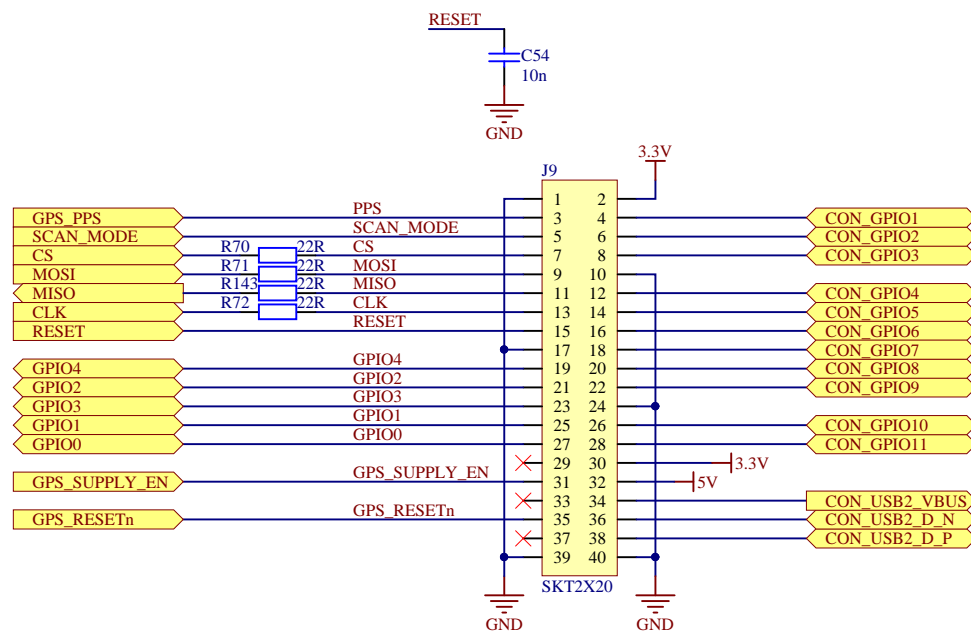 RESET
C54
10n
GND
3.3V
J9
1 2
GPS_PPS PPS 3 4 CON_GPIO1
SCAN_MODE SCAN_MODE 5 6 CON_GPIO2
CS R70 22R CS 7 8 CON_GPIO3
MOSI R71 22R MOSI 9 10
MISO R143 22R MISO 11 12 CON_GPIO4
CLK R72 22R CLK 13 14 CON_GPIO5
RESET RESET 15 16 CON_GPIO6
17 18 CON_GPIO7
GPIO4 GPIO4 19 20 CON_GPIO8
GPIO2 GPIO2 21 22 CON_GPIO9
GPIO3 GPIO3 23 24
GPIO1 GPIO1 25 26 CON_GPIO10
GPIO0 GPIO0 27 28 CON_GPIO11
29 30 3.3V
GPS_SUPPLY_EN GPS_SUPPLY_EN 31 32 5V
33 34 CON_USB2_VBUS
GPS_RESETn GPS_RESETn 35 36 CON_USB2_D_N
37 38 CON_USB2_D_P
39 40
SKT2X20
GND GND